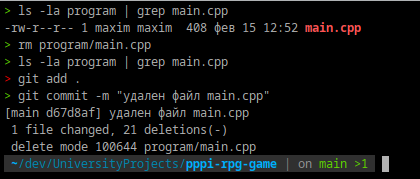 > ls -la program | grep main.cpp
-rw-r--r-- 1 maxim maxim  408 фев 15 12:52 main.cpp
> rm program/main.cpp
> ls -la program | grep main.cpp
> git add .
> git commit -m "удален файл main.cpp"
[main d67d8af] удален файл main.cpp
 1 file changed, 21 deletions(-)
 delete mode 100644 program/main.cpp
~/dev/UniversityProjects/pppi-rpg-game | on main >1